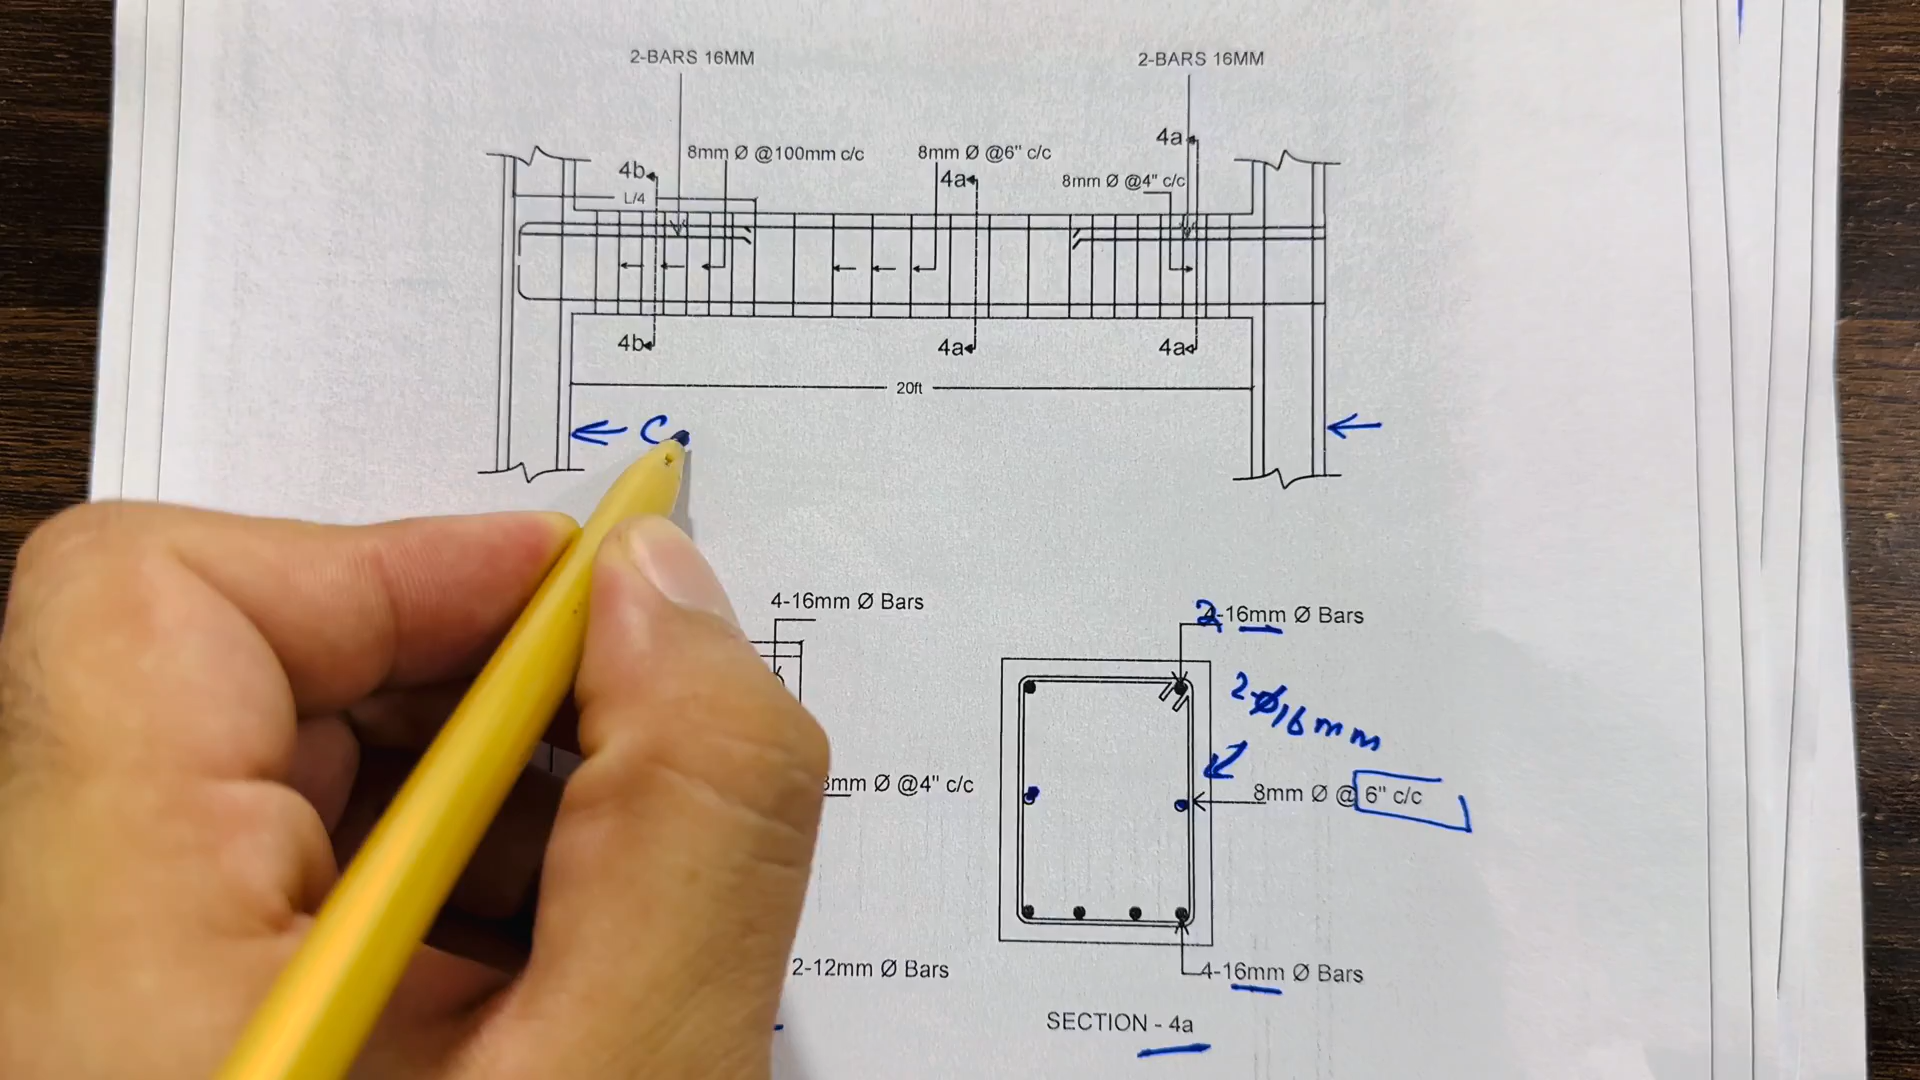 2-BARS 16MM
2-BARS 16MM
4a
8mm Ø @100mm c/c
8mm Ø @6" c/c
4b
4a
8mm Ø @4" c/c
L/4
4b
4a
4a
20ft
← C
←
4-16mm Ø Bars
2-16mm Ø Bars
2-Ø16mm
8mm Ø @4" c/c
8mm Ø @ 6" c/c
2-12mm Ø Bars
4-16mm Ø Bars
SECTION - 4a